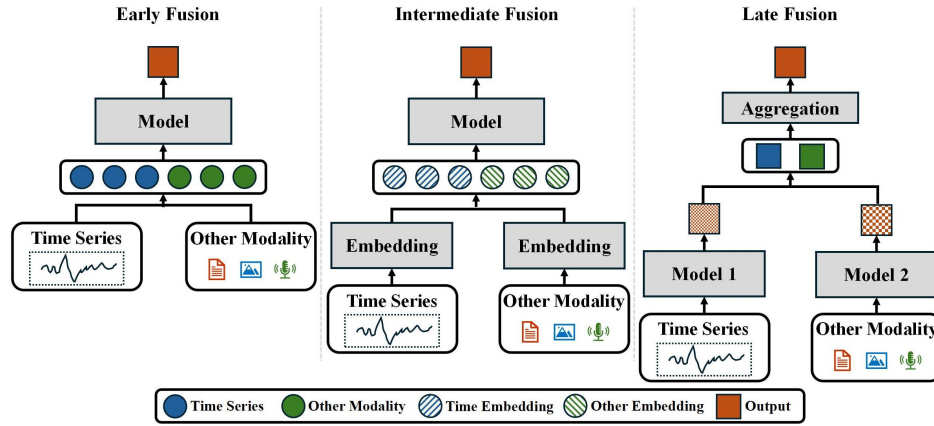 Early Fusion
Model
Time Series
Other Modality
Intermediate Fusion
Model
Embedding
Embedding
Time Series
Other Modality
Late Fusion
Aggregation
Model 1
Model 2
Time Series
Other Modality
Time Series Other Modality Time Embedding Other Embedding Output